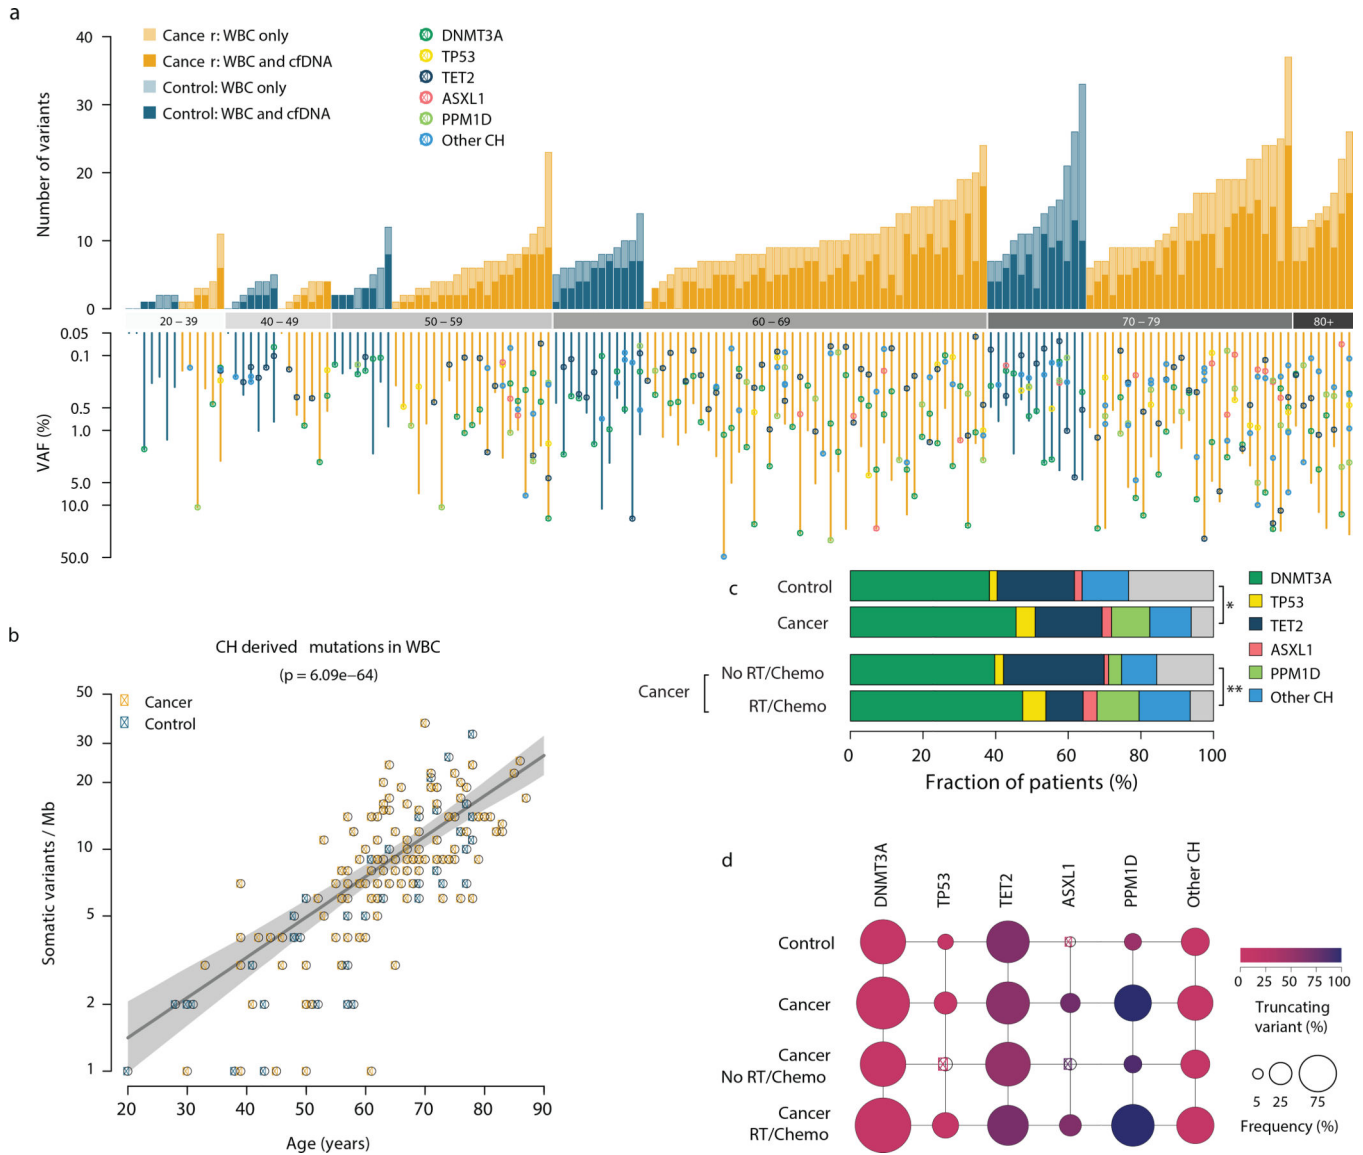 a
Cance r: WBC only
Cance r: WBC and cfDNA
Control: WBC only
Control: WBC and cfDNA
DNMT3A
TP53
TET2
ASXL1
PPM1D
Other CH
Number of variants
40
30
20
10
0
20 – 39
40 – 49
50 – 59
60 – 69
70 – 79
80+
VAF (%)
0.05
0.1
0.5
1.0
5.0
10.0
50.0
b
CH derived mutations in WBC
(p = 6.09e−64)
Cancer
Control
Somatic variants / Mb
50
30
20
10
5
2
1
20 30 40 50 60 70 80 90
Age (years)
c
Control
Cancer
Cancer
No RT/Chemo
RT/Chemo
*
**
DNMT3A
TP53
TET2
ASXL1
PPM1D
Other CH
0 20 40 60 80 100
Fraction of patients (%)
d
DNMT3A
TP53
TET2
ASXL1
PPM1D
Other CH
Control
Cancer
Cancer
No RT/Chemo
Cancer
RT/Chemo
0 25 50 75 100
Truncating
variant (%)
5 25 75
Frequency (%)